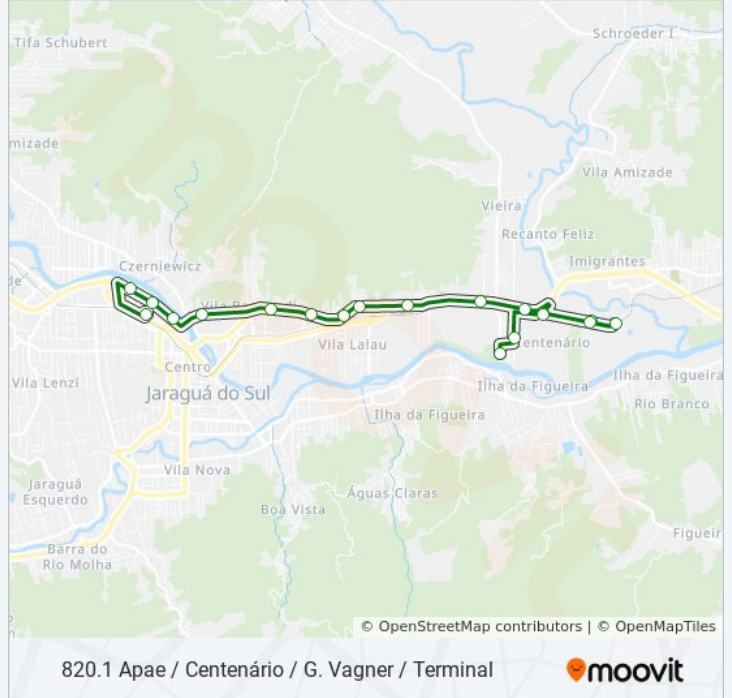 Tifa Schubert
Schroeder I
mizade
Vila Amizade
Vieira
Recanto Feliz
Imigrantes
Czerniewicz
de
Vila
Vila Lalau
Centenário
Centro
Jaraguá do Sul
Vila Lenzi
Ilha da Figueira
Ilha da Figueira
Rio Branco
Ilha da Figueira
Vila Nova
Jaraguá
Esquerdo
Águas Claras
Boa Vista
Figueir
Barra do
Rio Molha
© OpenStreetMap contributors | © OpenMapTiles
820.1 Apae / Centenário / G. Vagner / Terminal
moovit